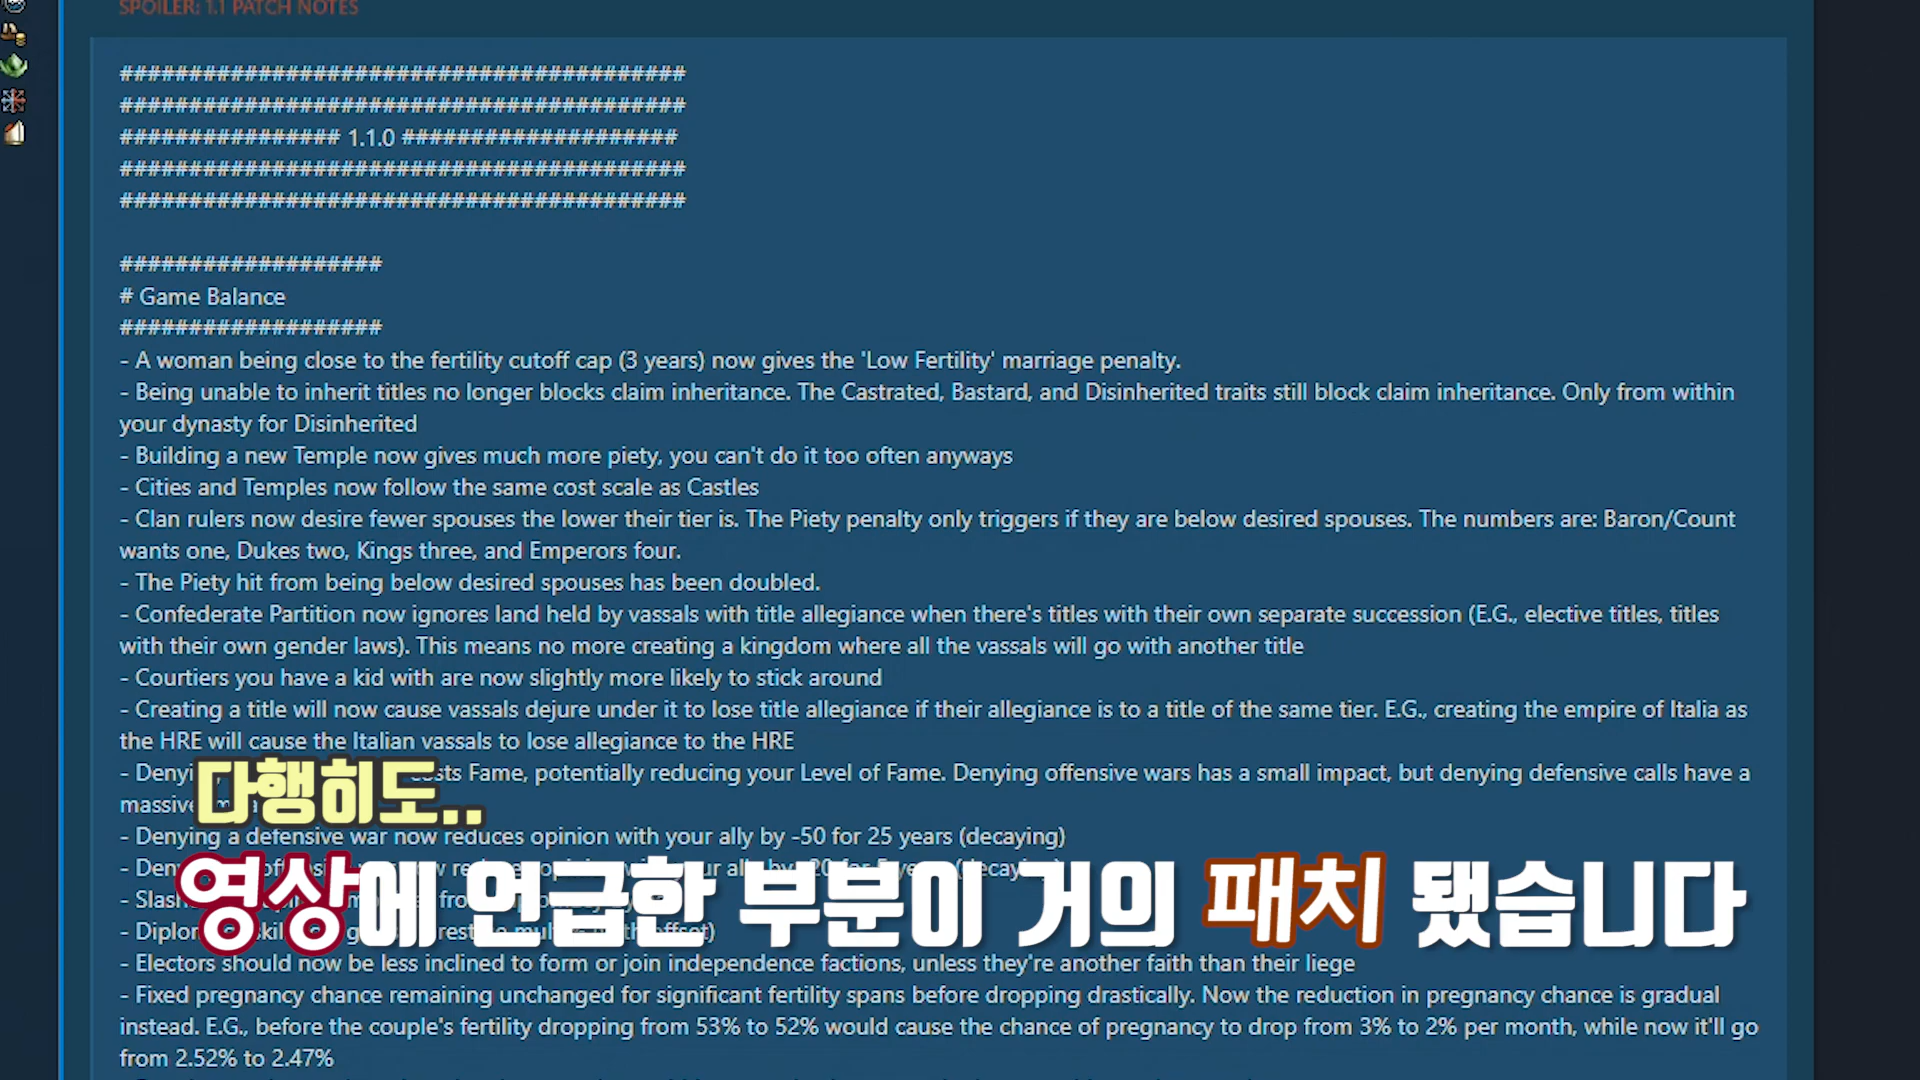 SPOILER: 1.1 PATCH NOTES
#########################################
#########################################
################ 1.1.0 ####################
#########################################
#########################################
###################
# Game Balance
###################
- A woman being close to the fertility cutoff cap (3 years) now gives the 'Low Fertility' marriage penalty.
- Being unable to inherit titles no longer blocks claim inheritance. The Castrated, Bastard, and Disinherited traits still block claim inheritance. Only from within
your dynasty for Disinherited
- Building a new Temple now gives much more piety, you can't do it too often anyways
- Cities and Temples now follow the same cost scale as Castles
- Clan rulers now desire fewer spouses the lower their tier is. The Piety penalty only triggers if they are below desired spouses. The numbers are: Baron/Count
wants one, Dukes two, Kings three, and Emperors four.
- The Piety hit from being below desired spouses has been doubled.
- Confederate Partition now ignores land held by vassals with title allegiance when there's titles with their own separate succession (E.G., elective titles, titles
with their own gender laws). This means no more creating a kingdom where all the vassals will go with another title
- Courtiers you have a kid with are now slightly more likely to stick around
- Creating a title will now cause vassals dejure under it to lose title allegiance if their allegiance is to a title of the same tier. E.G., creating the empire of Italia as
the HRE will cause the Italian vassals to lose allegiance to the HRE
- Fame, potentially reducing your Level of Fame. Denying offensive wars has a small impact, but denying defensive calls have a
massive
다행히도..
- Denying a defensive war now reduces opinion with your ally by -50 for 25 years (decaying)
영상에 언급한 부분이 거의 패치 됐습니다
- Electors should now be less inclined to form or join independence factions, unless they're another faith than their liege
- Fixed pregnancy chance remaining unchanged for significant fertility spans before dropping drastically. Now the reduction in pregnancy chance is gradual
instead. E.G., before the couple's fertility dropping from 53% to 52% would cause the chance of pregnancy to drop from 3% to 2% per month, while now it'll go
from 2.52% to 2.47%